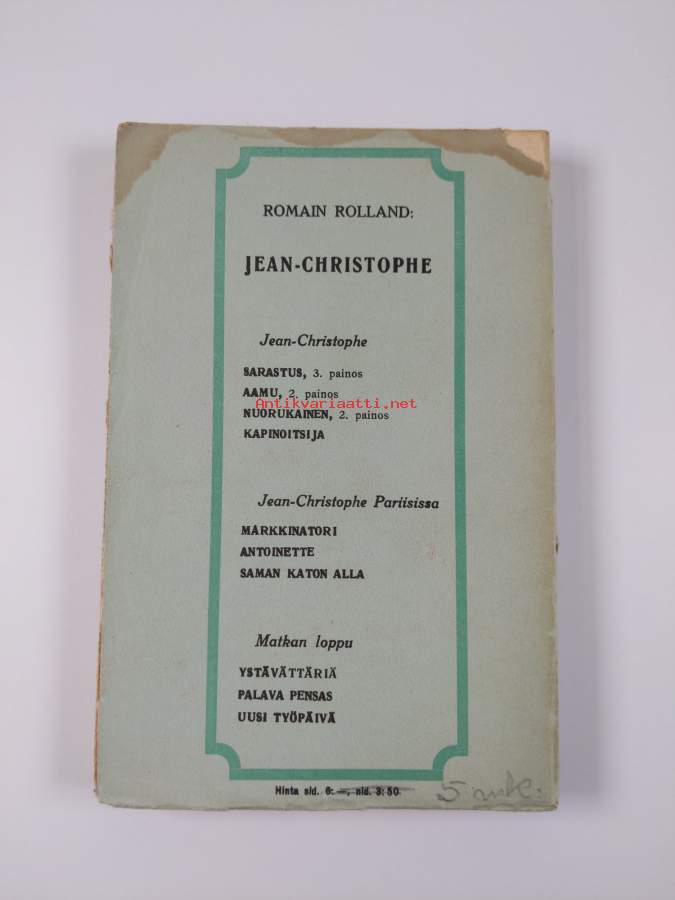 ROMAIN ROLLAND:
JEAN-CHRISTOPHE
Jean-Christophe
SARASTUS, 3. painos
AAMU, 2. painos
Antikvariaatti.net
NUORUKAINEN, 2. painos
KAPINOITSIJA
Jean-Christophe Pariisissa
MARKKINATORI
ANTOINETTE
SAMAN KATON ALLA
Matkan loppu
YSTÄVÄTTÄRIÄ
PALAVA PENSAS
UUSI TYÖPÄIVÄ
Hinta sid. 6: —, nid. 3: 50
5 mk: